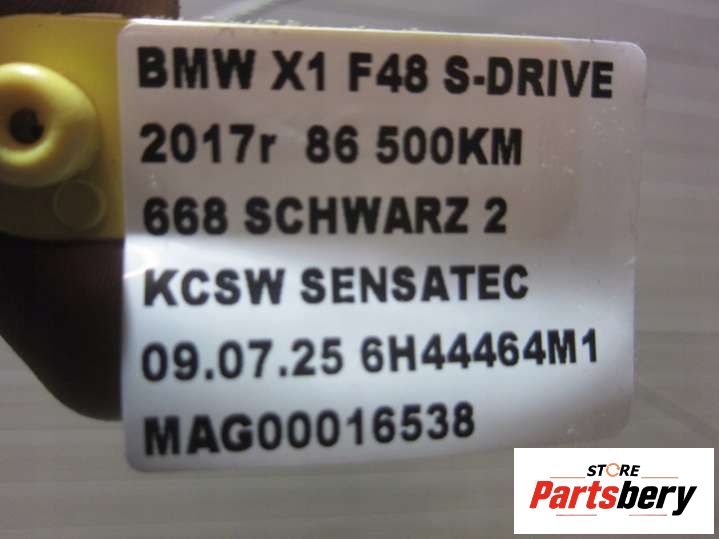 BMW X1 F48 S-DRIVE
2017r 86 500KM
668 SCHWARZ 2
KCSW SENSATEC
09.07.25 6H44464M1
MAG00016538
STORE
Partsbery